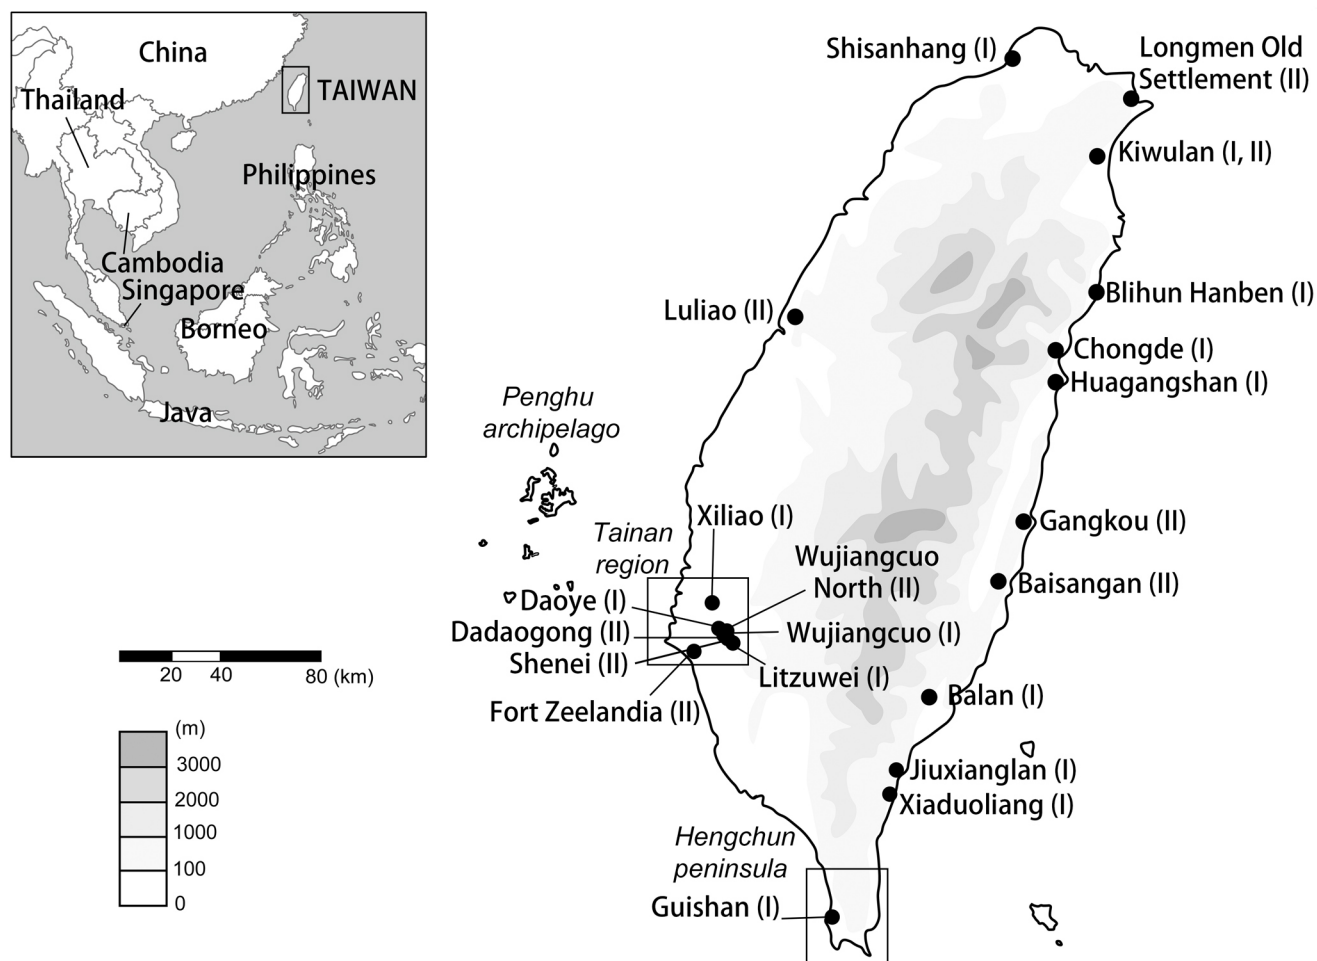 China
TAIWAN
Thailand
Philippines
Cambodia
Singapore
Borneo
Java
Shisanhang (I)
Longmen Old
Settlement (II)
Kiwulan (I, II)
Luliao (II)
Blihun Hanben (I)
Chongde (I)
Huagangshan (I)
Penghu
archipelago
Xiliao (I)
Tainan
region
Gangkou (II)
Wujiangcuo
North (II)
Baisangan (II)
Daoye (I)
Dadaogong (II)
Wujiangcuo (I)
Shenei (II)
Litzuwei (I)
Fort Zeelandia (II)
Balan (I)
Jiuxianglan (I)
Xiaduoliang (I)
Hengchun
peninsula
Guishan (I)
20 40 80 (km)
(m)
3000
2000
1000
100
0